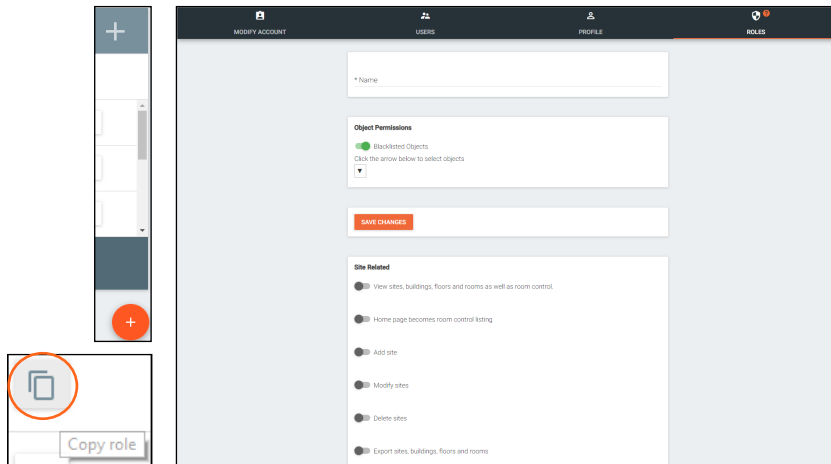 MODIFY ACCOUNT
USERS
PROFILE
ROLES
* Name
Object Permissions
Blacklisted Objects
Click the arrow below to select objects
SAVE CHANGES
Site Related
View sites, buildings, floors and rooms as well as room control.
Home page becomes room control listing
Add site
Modify sites
Delete sites
Export sites, buildings, floors and rooms
Copy role